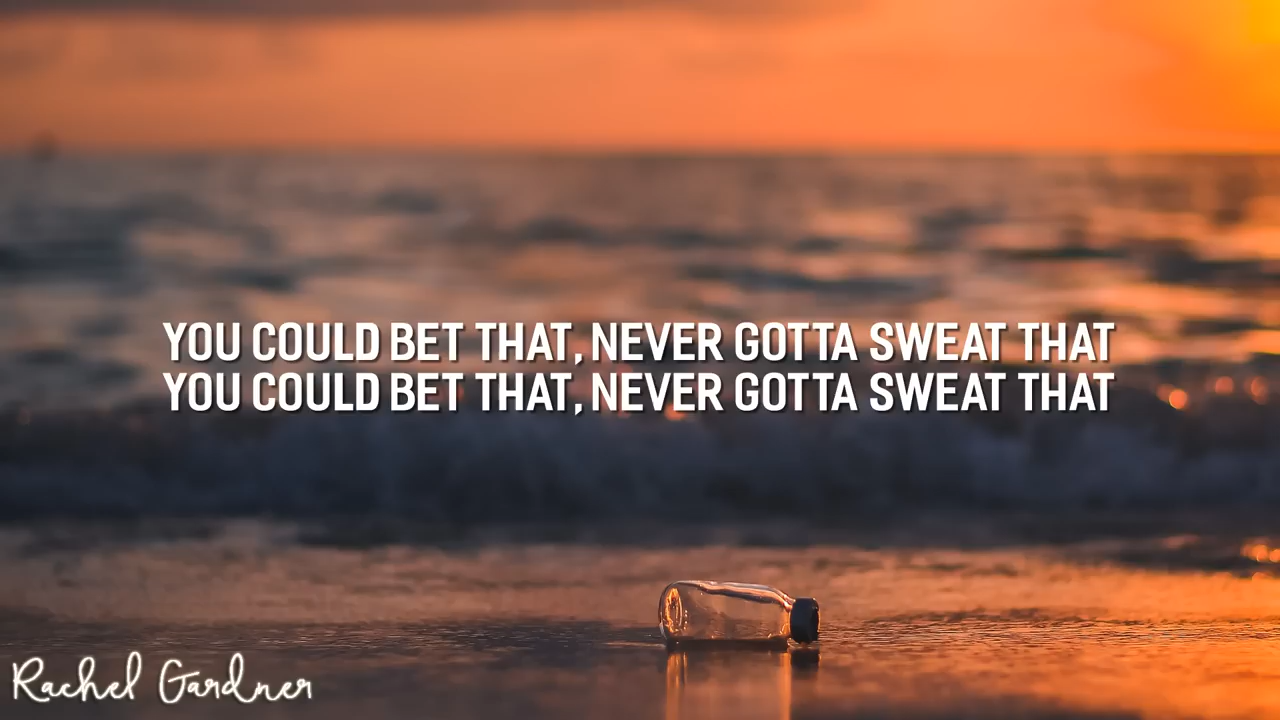 YOU COULD BET THAT, NEVER GOTTA SWEAT THAT
YOU COULD BET THAT, NEVER GOTTA SWEAT THAT
Rachel Gardner